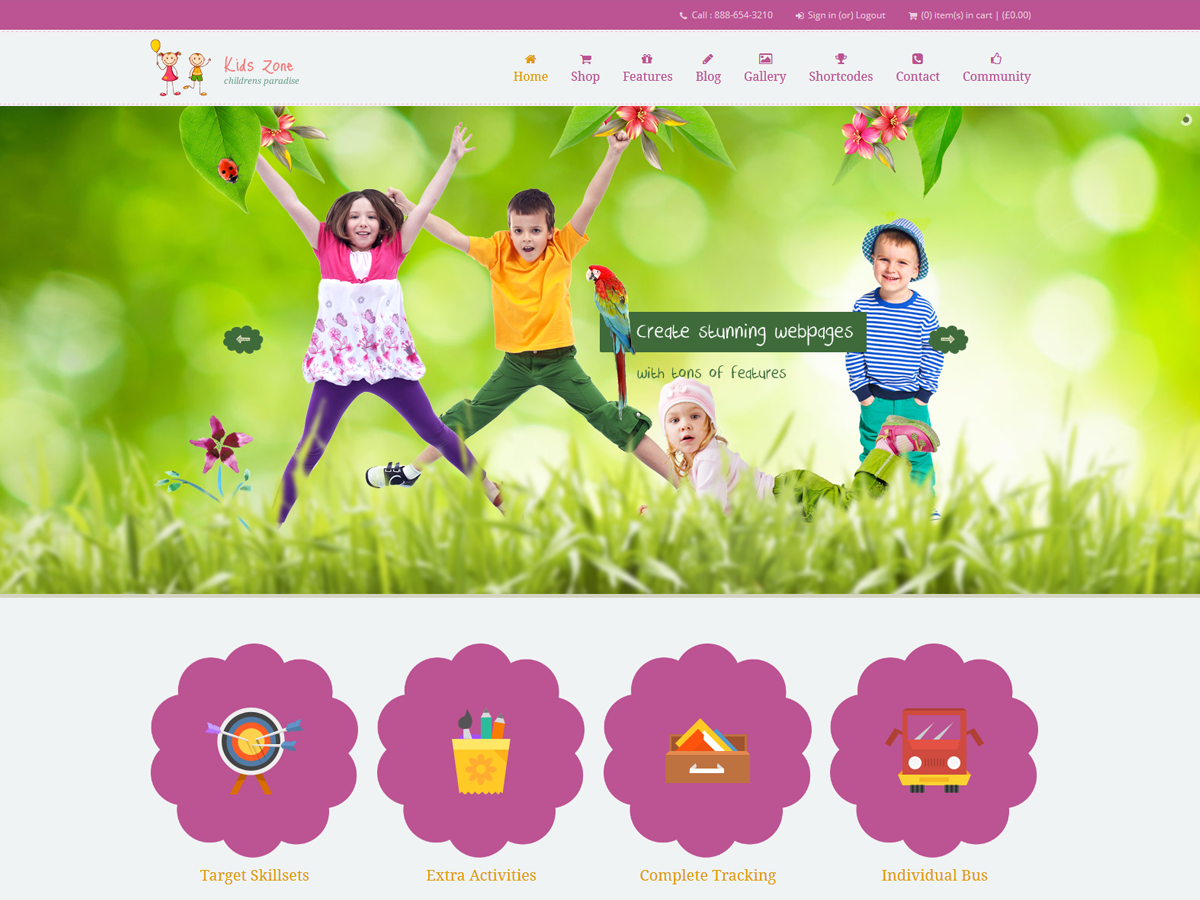 Call : 888-654-3210
Sign in (or) Logout
(0) item(s) in cart | (£0.00)
Kids Zone
childrens paradise
Home
Shop
Features
Blog
Gallery
Shortcodes
Contact
Community
Create stunning webpages
with tons of features
Target Skillsets
Extra Activities
Complete Tracking
Individual Bus